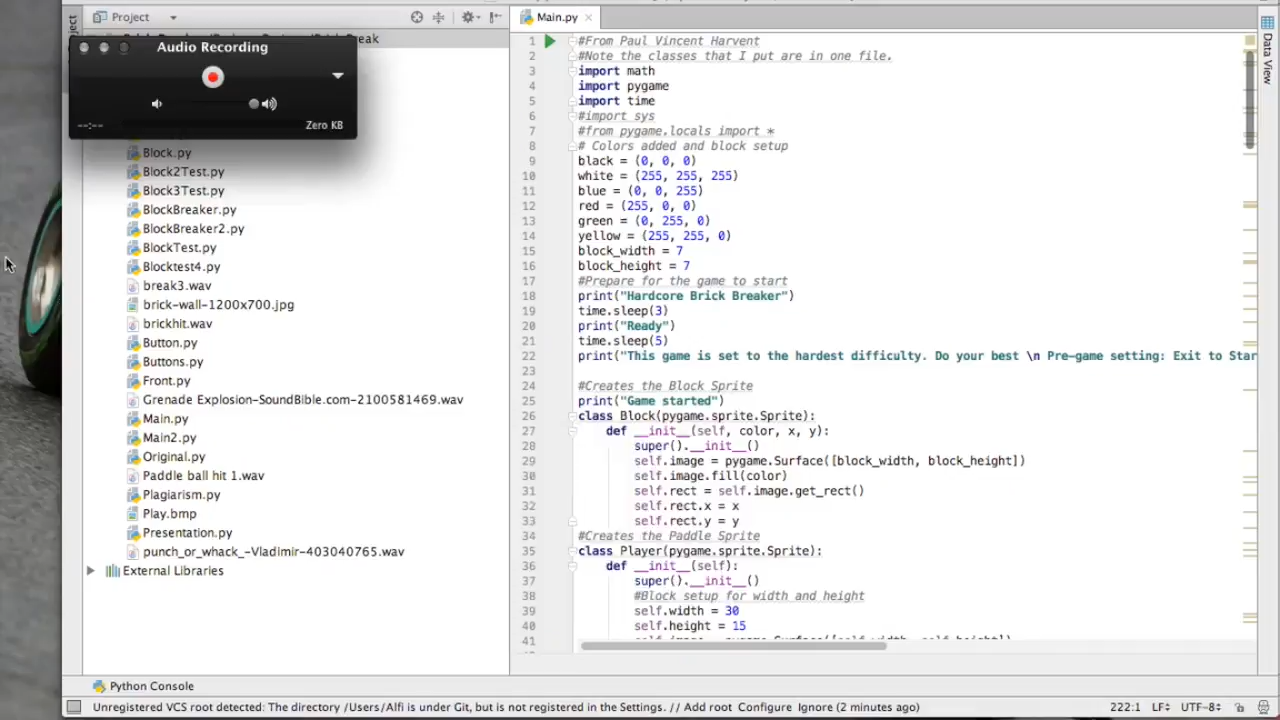 Project
Project
Main.py
Data View
Break
Audio Recording
--:--
Zero KB
Block.py
Block2Test.py
Block3Test.py
BlockBreaker.py
BlockBreaker2.py
BlockTest.py
Blocktest4.py
break3.wav
brick-wall-1200x700.jpg
brickhit.wav
Button.py
Buttons.py
Front.py
Grenade Explosion-SoundBible.com-2100581469.wav
Main.py
Main2.py
Original.py
Paddle ball hit 1.wav
Plagiarism.py
Play.bmp
Presentation.py
punch_or_whack_-Vladimir-403040765.wav
External Libraries
1 #From Paul Vincent Harvent
2 #Note the classes that I put are in one file.
3 import math
4 import pygame
5 import time
6 #import sys
7 #from pygame.locals import *
8 # Colors added and block setup
9 black = (0, 0, 0)
10 white = (255, 255, 255)
11 blue = (0, 0, 255)
12 red = (255, 0, 0)
13 green = (0, 255, 0)
14 yellow = (255, 255, 0)
15 block_width = 7
16 block_height = 7
17 #Prepare for the game to start
18 print("Hardcore Brick Breaker")
19 time.sleep(3)
20 print("Ready")
21 time.sleep(5)
22 print("This game is set to the hardest difficulty. Do your best \n Pre-game setting: Exit to Star
23
24 #Creates the Block Sprite
25 print("Game started")
26 class Block(pygame.sprite.Sprite):
27 def __init__(self, color, x, y):
28 super().__init__()
29 self.image = pygame.Surface([block_width, block_height])
30 self.image.fill(color)
31 self.rect = self.image.get_rect()
32 self.rect.x = x
33 self.rect.y = y
34 #Creates the Paddle Sprite
35 class Player(pygame.sprite.Sprite):
36 def __init__(self):
37 super().__init__()
38 #Block setup for width and height
39 self.width = 30
40 self.height = 15
41 self.image = pygame.Surface([self.width, self.height])
Python Console
Unregistered VCS root detected: The directory /Users/Alfi is under Git, but is not registered in the Settings. // Add root Configure Ignore (2 minutes ago)
222:1 LF UTF-8